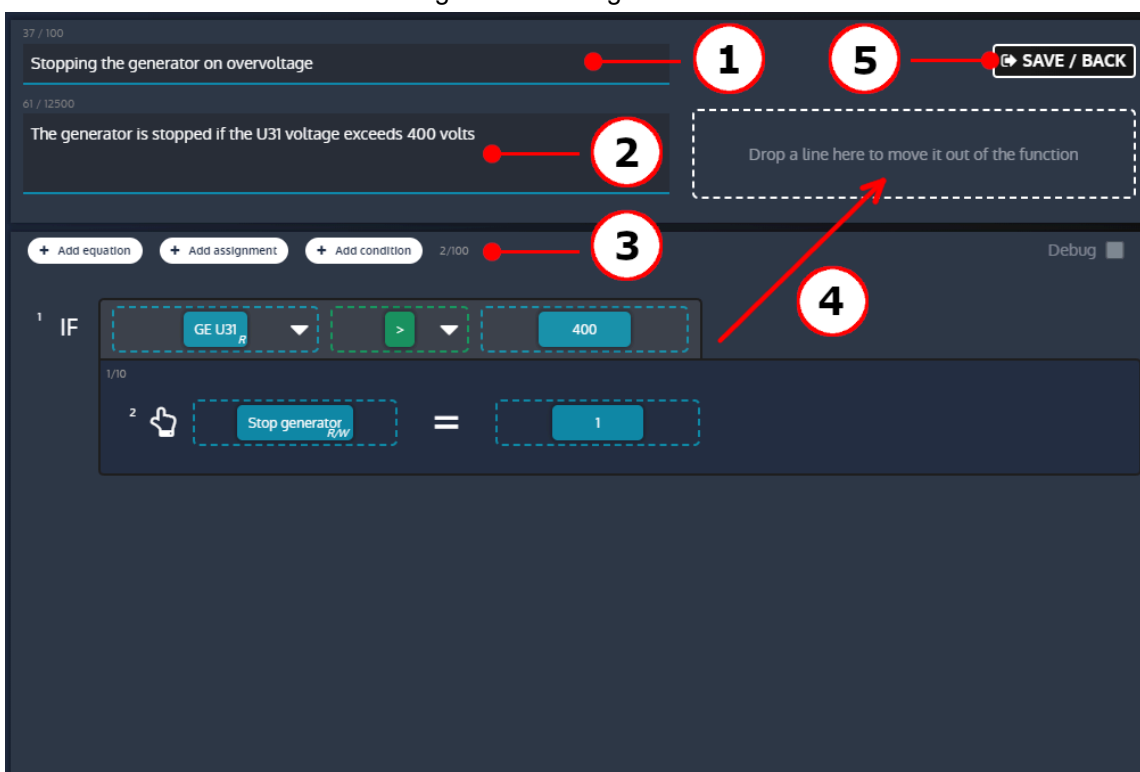 37 / 100
Stopping the generator on overvoltage
1
5
SAVE / BACK
61 / 12500
The generator is stopped if the U31 voltage exceeds 400 volts
2
Drop a line here to move it out of the function
+ Add equation + Add assignment + Add condition 2/100
3
Debug
4
1 IF GE U31 R > 400
1/10
2 Stop generator R/W = 1